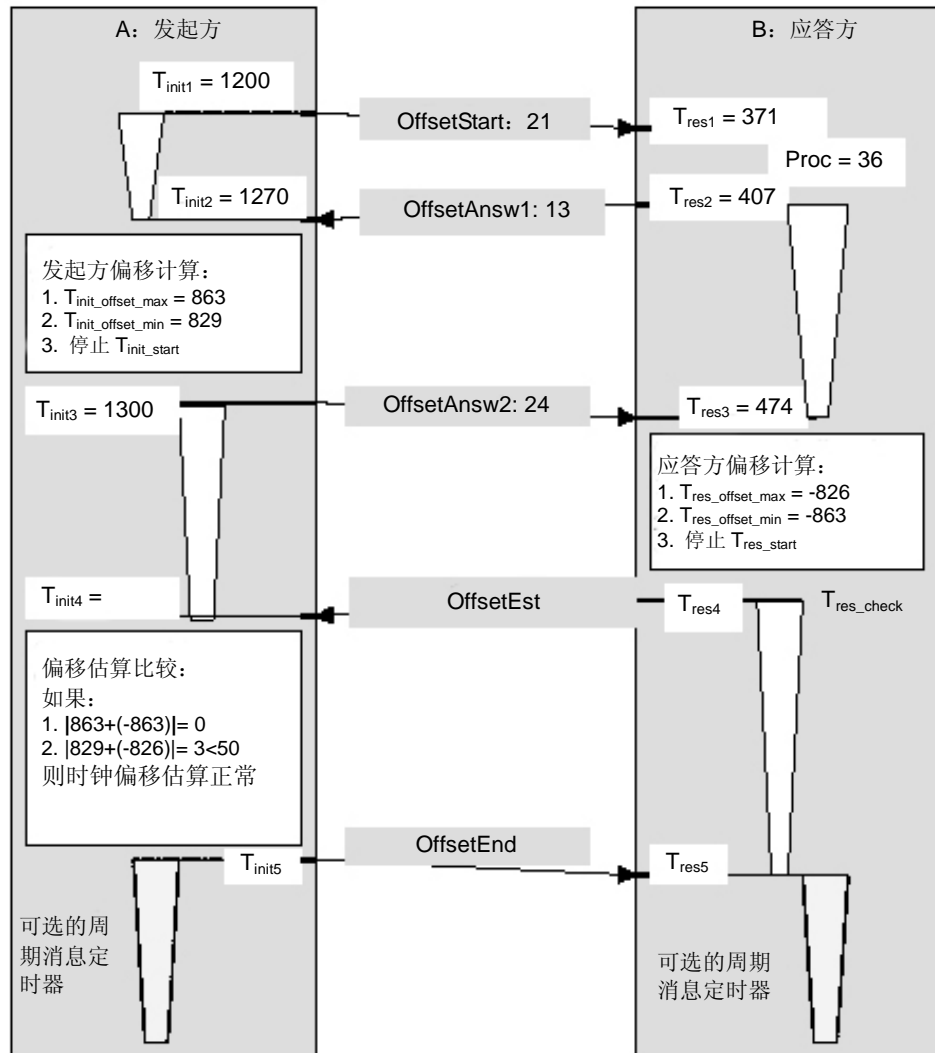 A：发起方
B：应答方
Tinit1 = 1200
OffsetStart：21
Tres1 = 371
Proc = 36
Tinit2 = 1270
OffsetAnsw1: 13
Tres2 = 407
发起方偏移计算：
1. Tinit_offset_max = 863
2. Tinit_offset_min = 829
3. 停止 Tinit_start
Tinit3 = 1300
OffsetAnsw2: 24
Tres3 = 474
应答方偏移计算：
1. Tres_offset_max = -826
2. Tres_offset_min = -863
3. 停止 Tres_start
Tinit4 =
OffsetEst
Tres4
Tres_check
偏移估算比较：
如果：
1. |863+(-863)|= 0
2. |829+(-826)|= 3<50
则时钟偏移估算正常
OffsetEnd
Tinit5
Tres5
可选的周
期消息定
时器
可选的周期
消息定时器